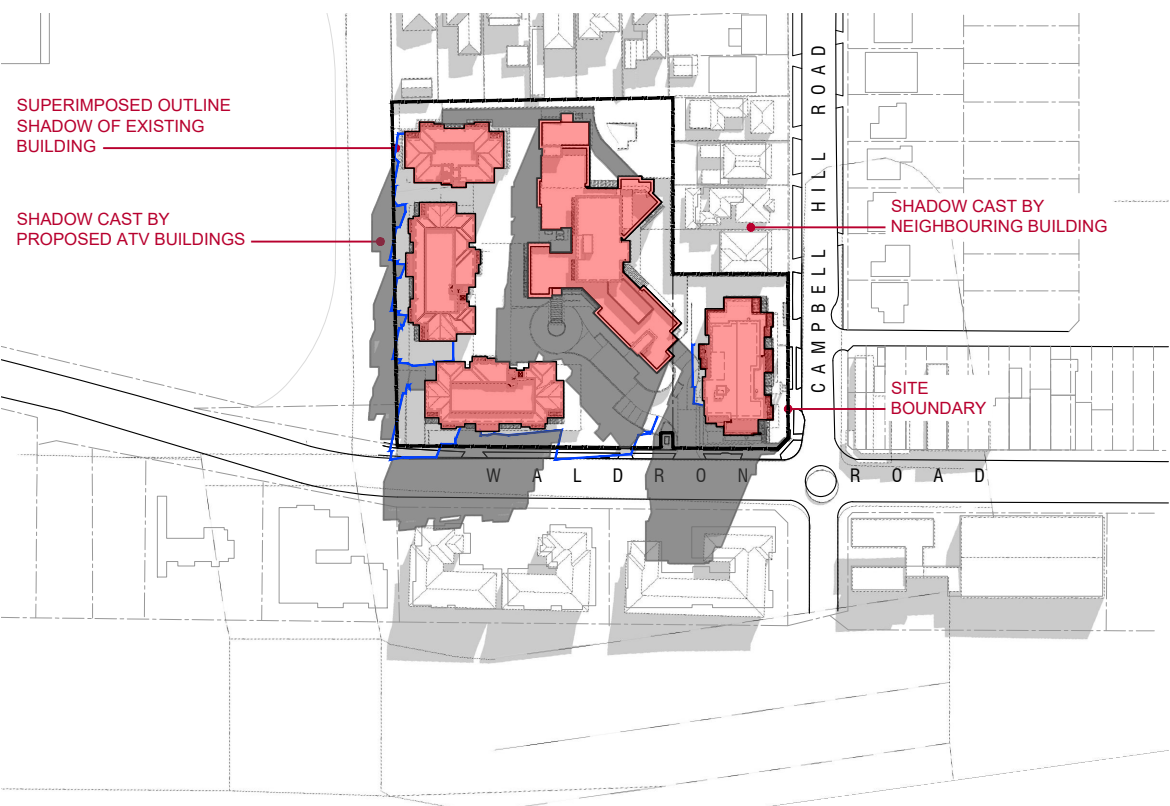 SUPERIMPOSED OUTLINE
SHADOW OF EXISTING
BUILDING
SHADOW CAST BY
PROPOSED ATV BUILDINGS
CAMPBELL HILL ROAD
SHADOW CAST BY
NEIGHBOURING BUILDING
SITE
BOUNDARY
WALDRON ROAD